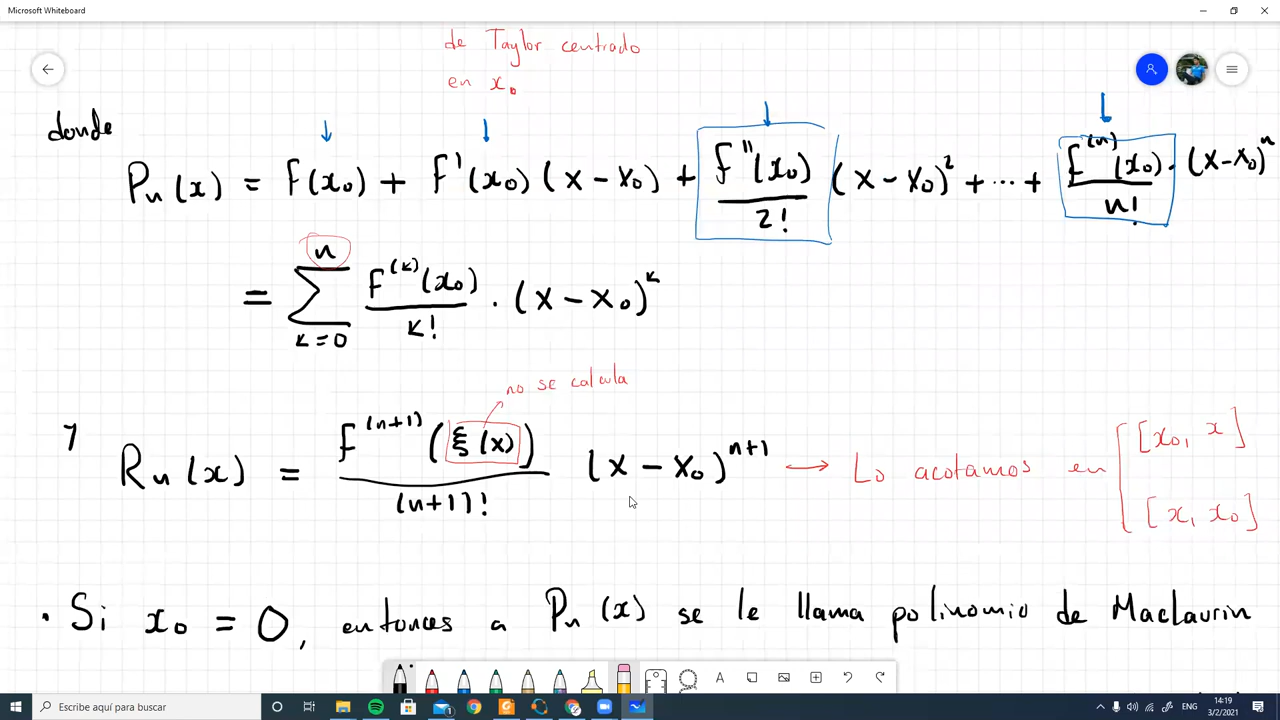 Microsoft Whiteboard
de Taylor centrado
en x₀
donde
Pn(x) = f(x₀) + f'(x₀)(x-x₀) + f''(x₀)/2! (x-x₀)² + ... + f⁽ⁿ⁾(x₀)/n! · (x-x₀)ⁿ
= ∑ₖ₌₀ⁿ f⁽ᵏ⁾(x₀)/k! · (x-x₀)ᵏ
no se calcula
y Rn(x) = f⁽ⁿ⁺¹⁾(ξ(x))/(n+1)! (x-x₀)ⁿ⁺¹ → Lo acotamos en { [x₀, x] [x, x₀]
• Si x₀ = 0, entonces a Pn(x) se le llama polinomio de Maclaurin
Escribe aquí para buscar
14:19
3/2/2021